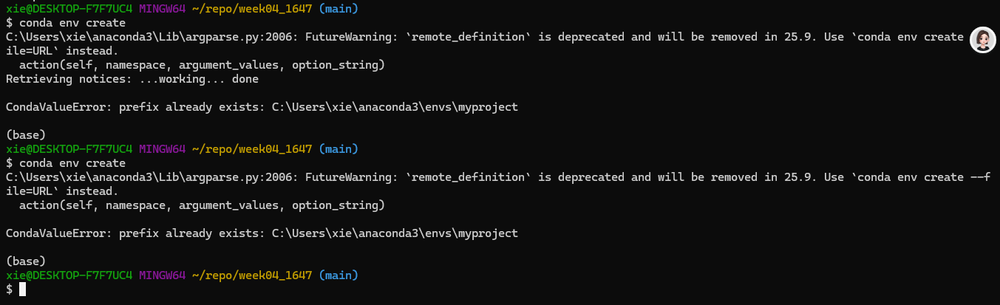 xie@DESKTOP-F7F7UC4 MINGW64 ~/repo/week04_1647 (main)
$ conda env create
C:\Users\xie\anaconda3\Lib\argparse.py:2006: FutureWarning: `remote_definition` is deprecated and will be removed in 25.9. Use `conda env create
ile=URL` instead.
  action(self, namespace, argument_values, option_string)
Retrieving notices: ...working... done

CondaValueError: prefix already exists: C:\Users\xie\anaconda3\envs\myproject

(base)
xie@DESKTOP-F7F7UC4 MINGW64 ~/repo/week04_1647 (main)
$ conda env create
C:\Users\xie\anaconda3\Lib\argparse.py:2006: FutureWarning: `remote_definition` is deprecated and will be removed in 25.9. Use `conda env create --f
ile=URL` instead.
  action(self, namespace, argument_values, option_string)

CondaValueError: prefix already exists: C:\Users\xie\anaconda3\envs\myproject

(base)
xie@DESKTOP-F7F7UC4 MINGW64 ~/repo/week04_1647 (main)
$